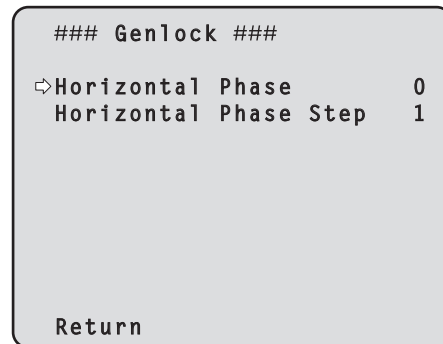 ### Genlock ###
⇨Horizontal Phase 0
Horizontal Phase Step 1
Return